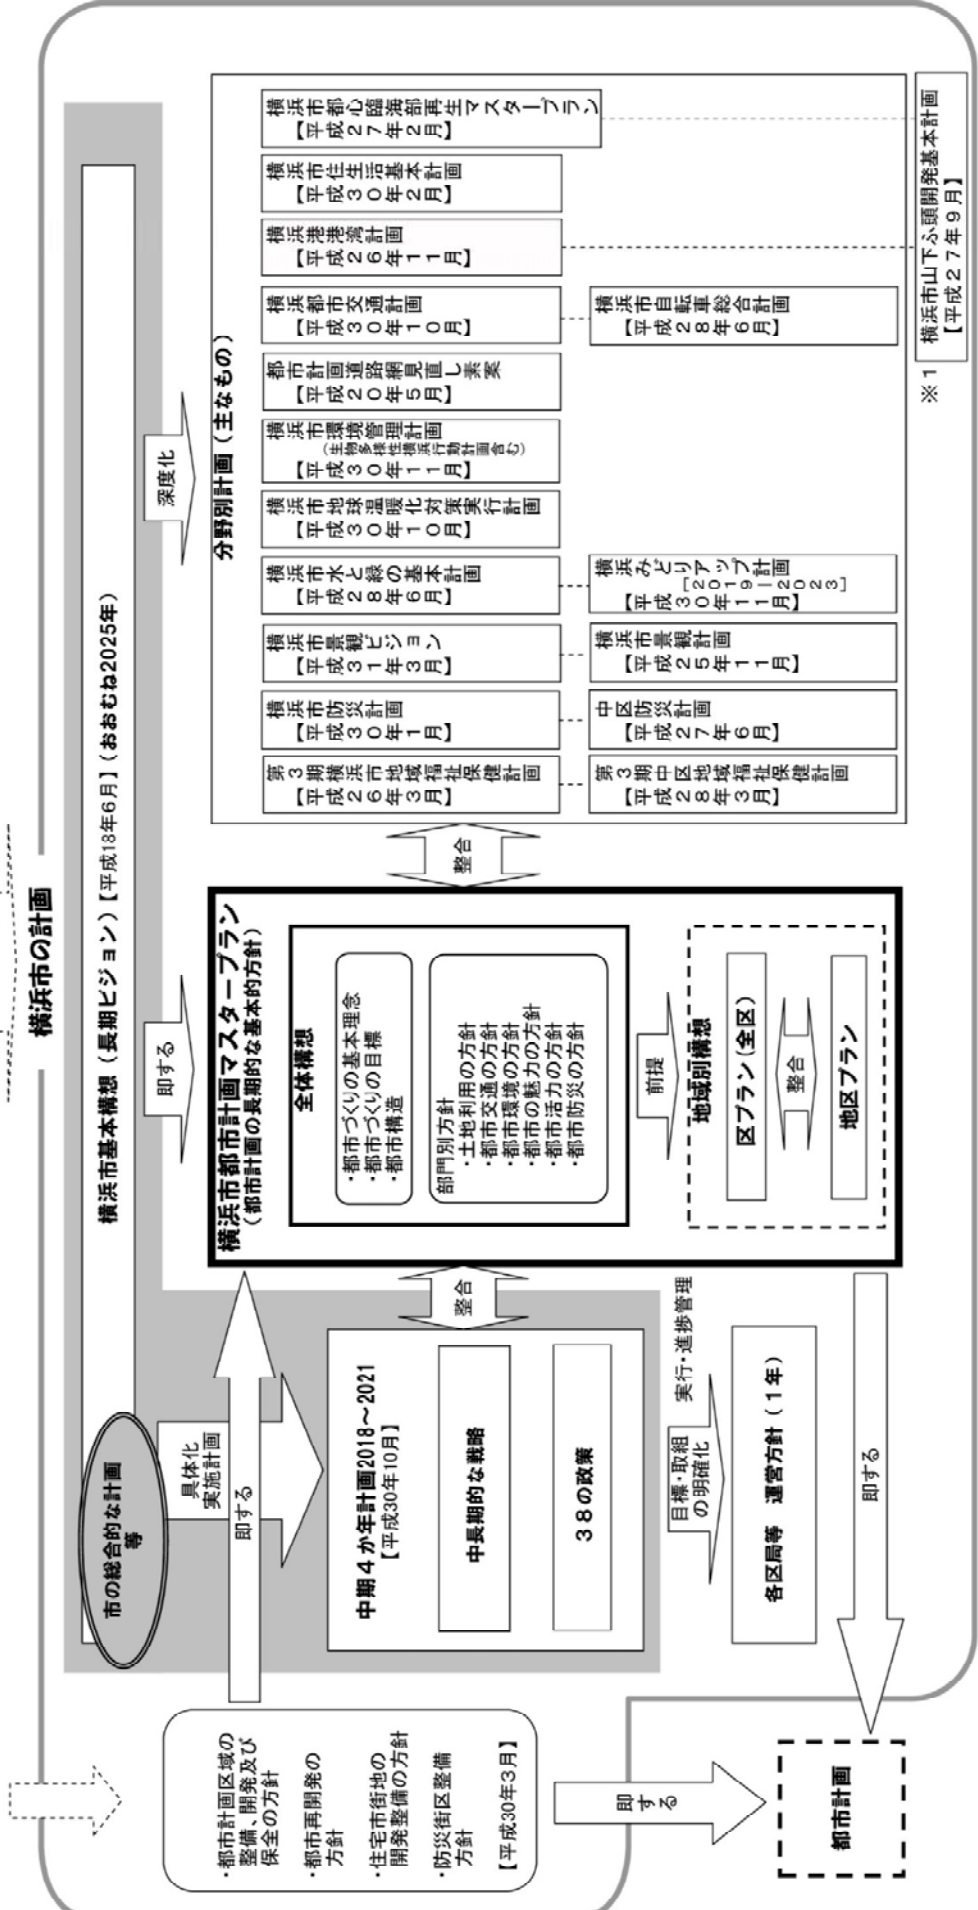 横浜市の計画
横浜市基本構想（長期ビジョン）【平成18年6月】（おおむね2025年）
市の総合的な計画
等
具体化
実施計画
即する
即する
深度化
・都市計画区域の
整備、開発及び
保全の方針
・都市再開発の
方針
・住宅市街地の
開発整備の方針
・防災街区整備
方針
【平成30年3月】
即する
都市計画
中期４か年計画2018～2021
【平成30年10月】
中長期的な戦略
３８の政策
目標・取組
の明確化
実行・進捗管理
各区局等　運営方針（１年）
即する
整合
横浜市都市計画マスタープラン
（都市計画の長期的な基本的方針）
全体構想
・都市づくりの基本理念
・都市づくりの目標
・都市構造
部門別方針
・土地利用の方針
・都市交通の方針
・都市環境の方針
・都市の魅力の方針
・都市活力の方針
・都市防災の方針
前提
地域別構想
区プラン（全区）
整合
地区プラン
整合
分野別計画（主なもの）
第３期横浜市地域福祉保健計画
【平成２６年３月】
横浜市防災計画
【平成３０年１月】
横浜市景観ビジョン
【平成３１年３月】
横浜市水と緑の基本計画
【平成２８年６月】
横浜市地球温暖化対策実行計画
【平成３０年１０月】
横浜市環境管理計画
（生物多様性横浜行動計画含む）
【平成３０年１１月】
都市計画道路網見直し素案
【平成２０年５月】
横浜都市交通計画
【平成３０年１０月】
横浜港港湾計画
【平成２６年１１月】
横浜市住生活基本計画
【平成３０年２月】
横浜市都心臨海部再生マスタープラン
【平成２７年２月】
第３期中区地域福祉保健計画
【平成２８年３月】
中区防災計画
【平成２７年６月】
横浜市景観計画
【平成２５年１１月】
横浜みどりアップ計画
［２０１９－２０２３］
【平成３０年１１月】
横浜市自転車総合計画
【平成２８年６月】
※１
横浜市山下ふ頭開発基本計画
【平成２７年９月】